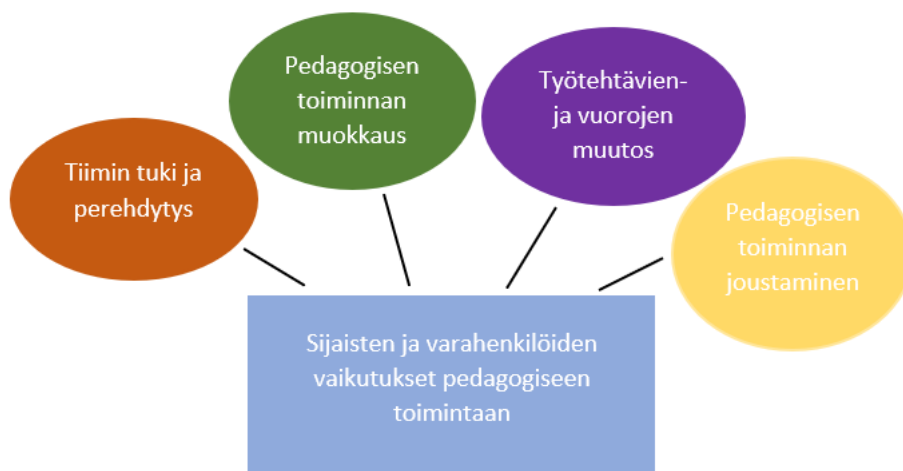 Tiimin tuki ja
perehdytys
Pedagogisen
toiminnan
muokkaus
Työtehtävien-
ja vuorojen
muutos
Pedagogisen
toiminnan
joustaminen
Sijaisten ja varahenkilöiden
vaikutukset pedagogiseen
toimintaan